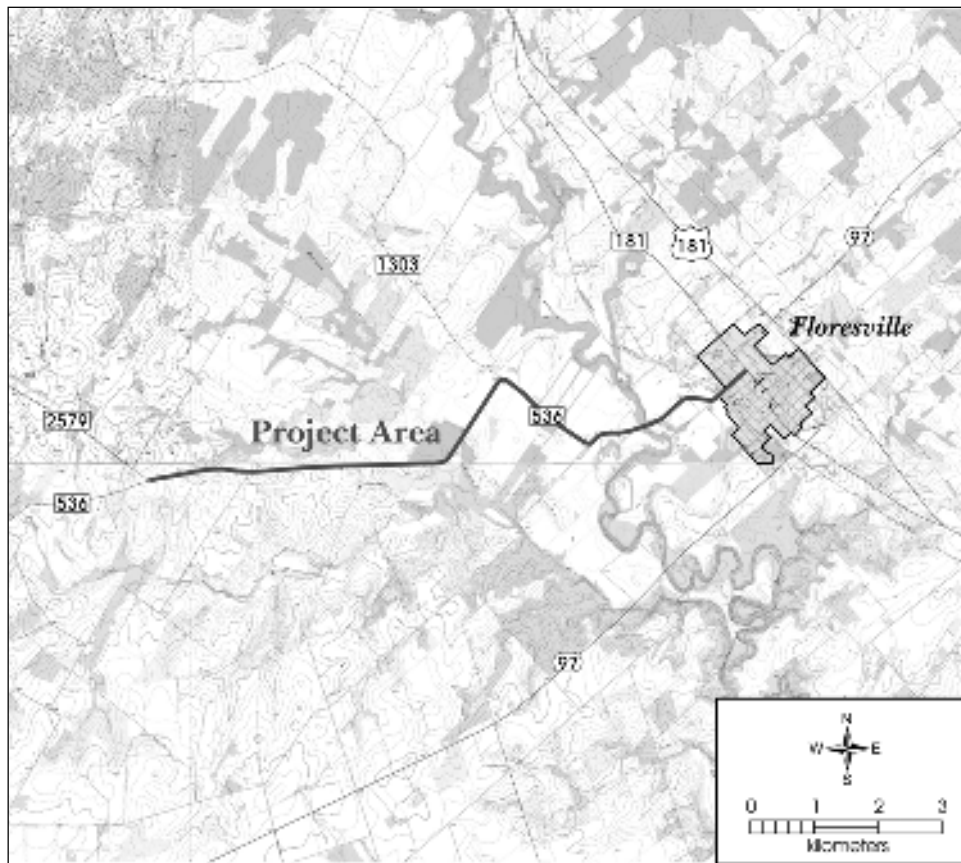 181
181
97
1303
Floresville
2579
Project Area
536
536
97
N
W E
S
0 1 2 3
kilometers